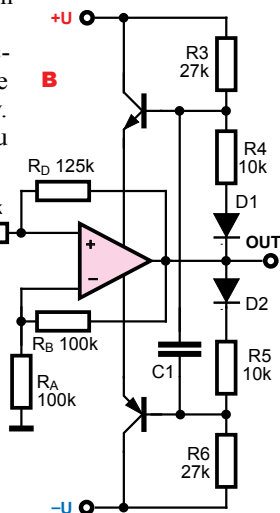 +U
R3
27k
B
R4
10k
RD 125k
D1
OUT
+
−
D2
RB 100k
C1
R5
10k
RA
100k
R6
27k
−U